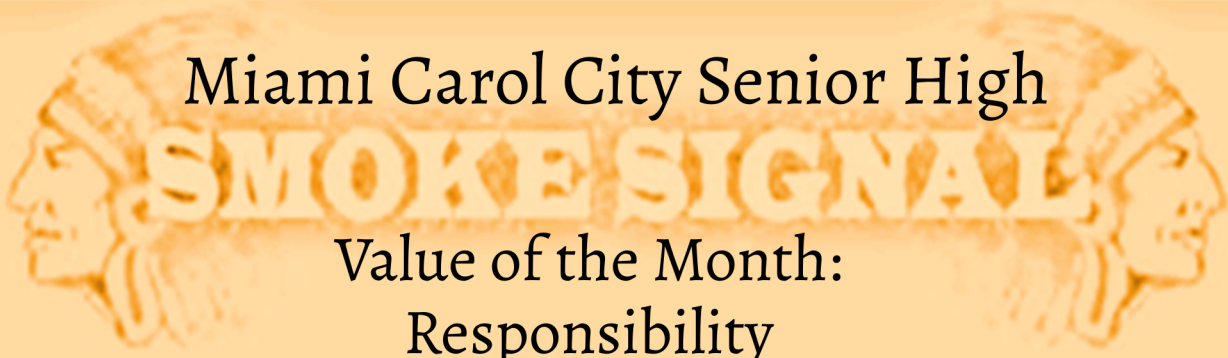 Miami Carol City Senior High
SMOKE SIGNAL
Value of the Month:
Responsibility